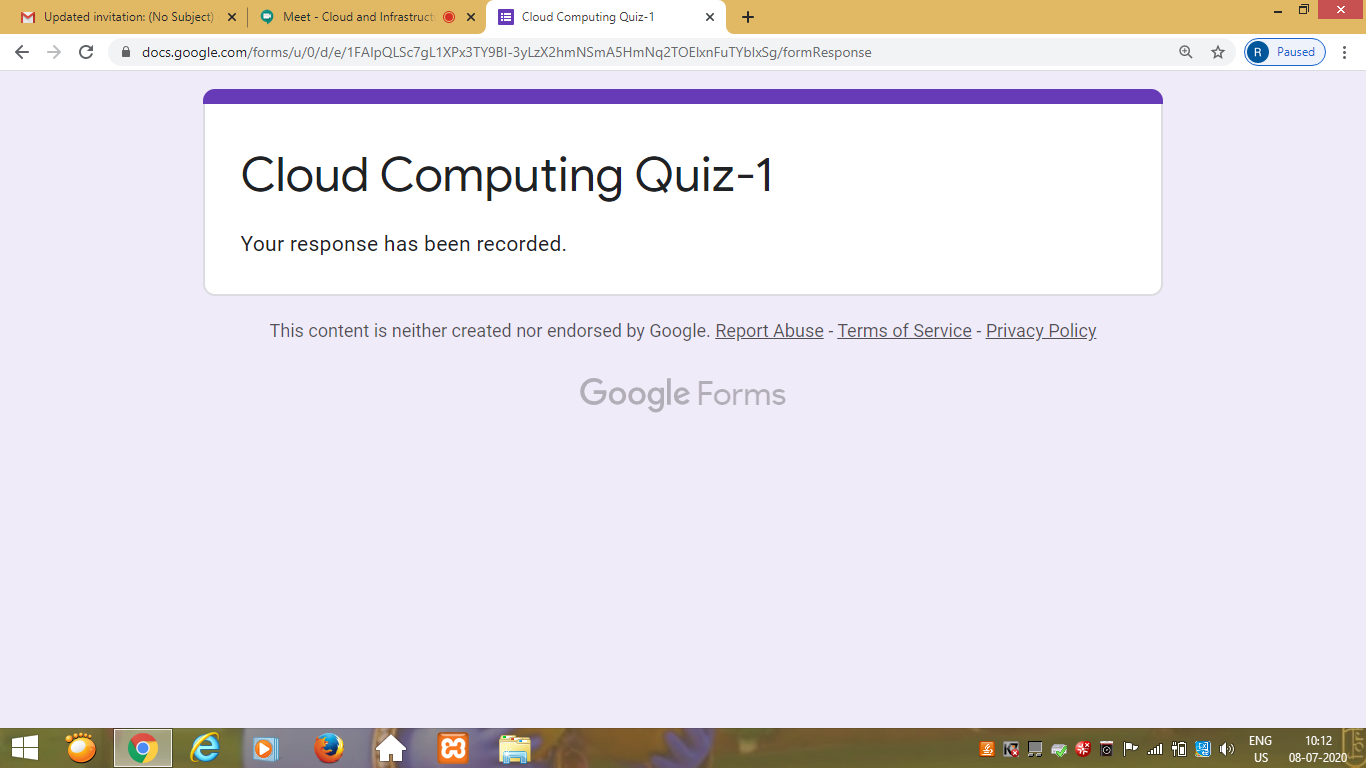 Updated invitation: (No Subject)
Meet - Cloud and Infrastruct
Cloud Computing Quiz-1
docs.google.com/forms/u/0/d/e/1FAIpQLSc7gL1XPx3TY9BI-3yLzX2hmNSmA5HmNq2TOEIxnFuTYbIxSg/formResponse
R Paused
Cloud Computing Quiz-1
Your response has been recorded.
This content is neither created nor endorsed by Google. Report Abuse - Terms of Service - Privacy Policy
Google Forms
ENG
US
10:12
08-07-2020